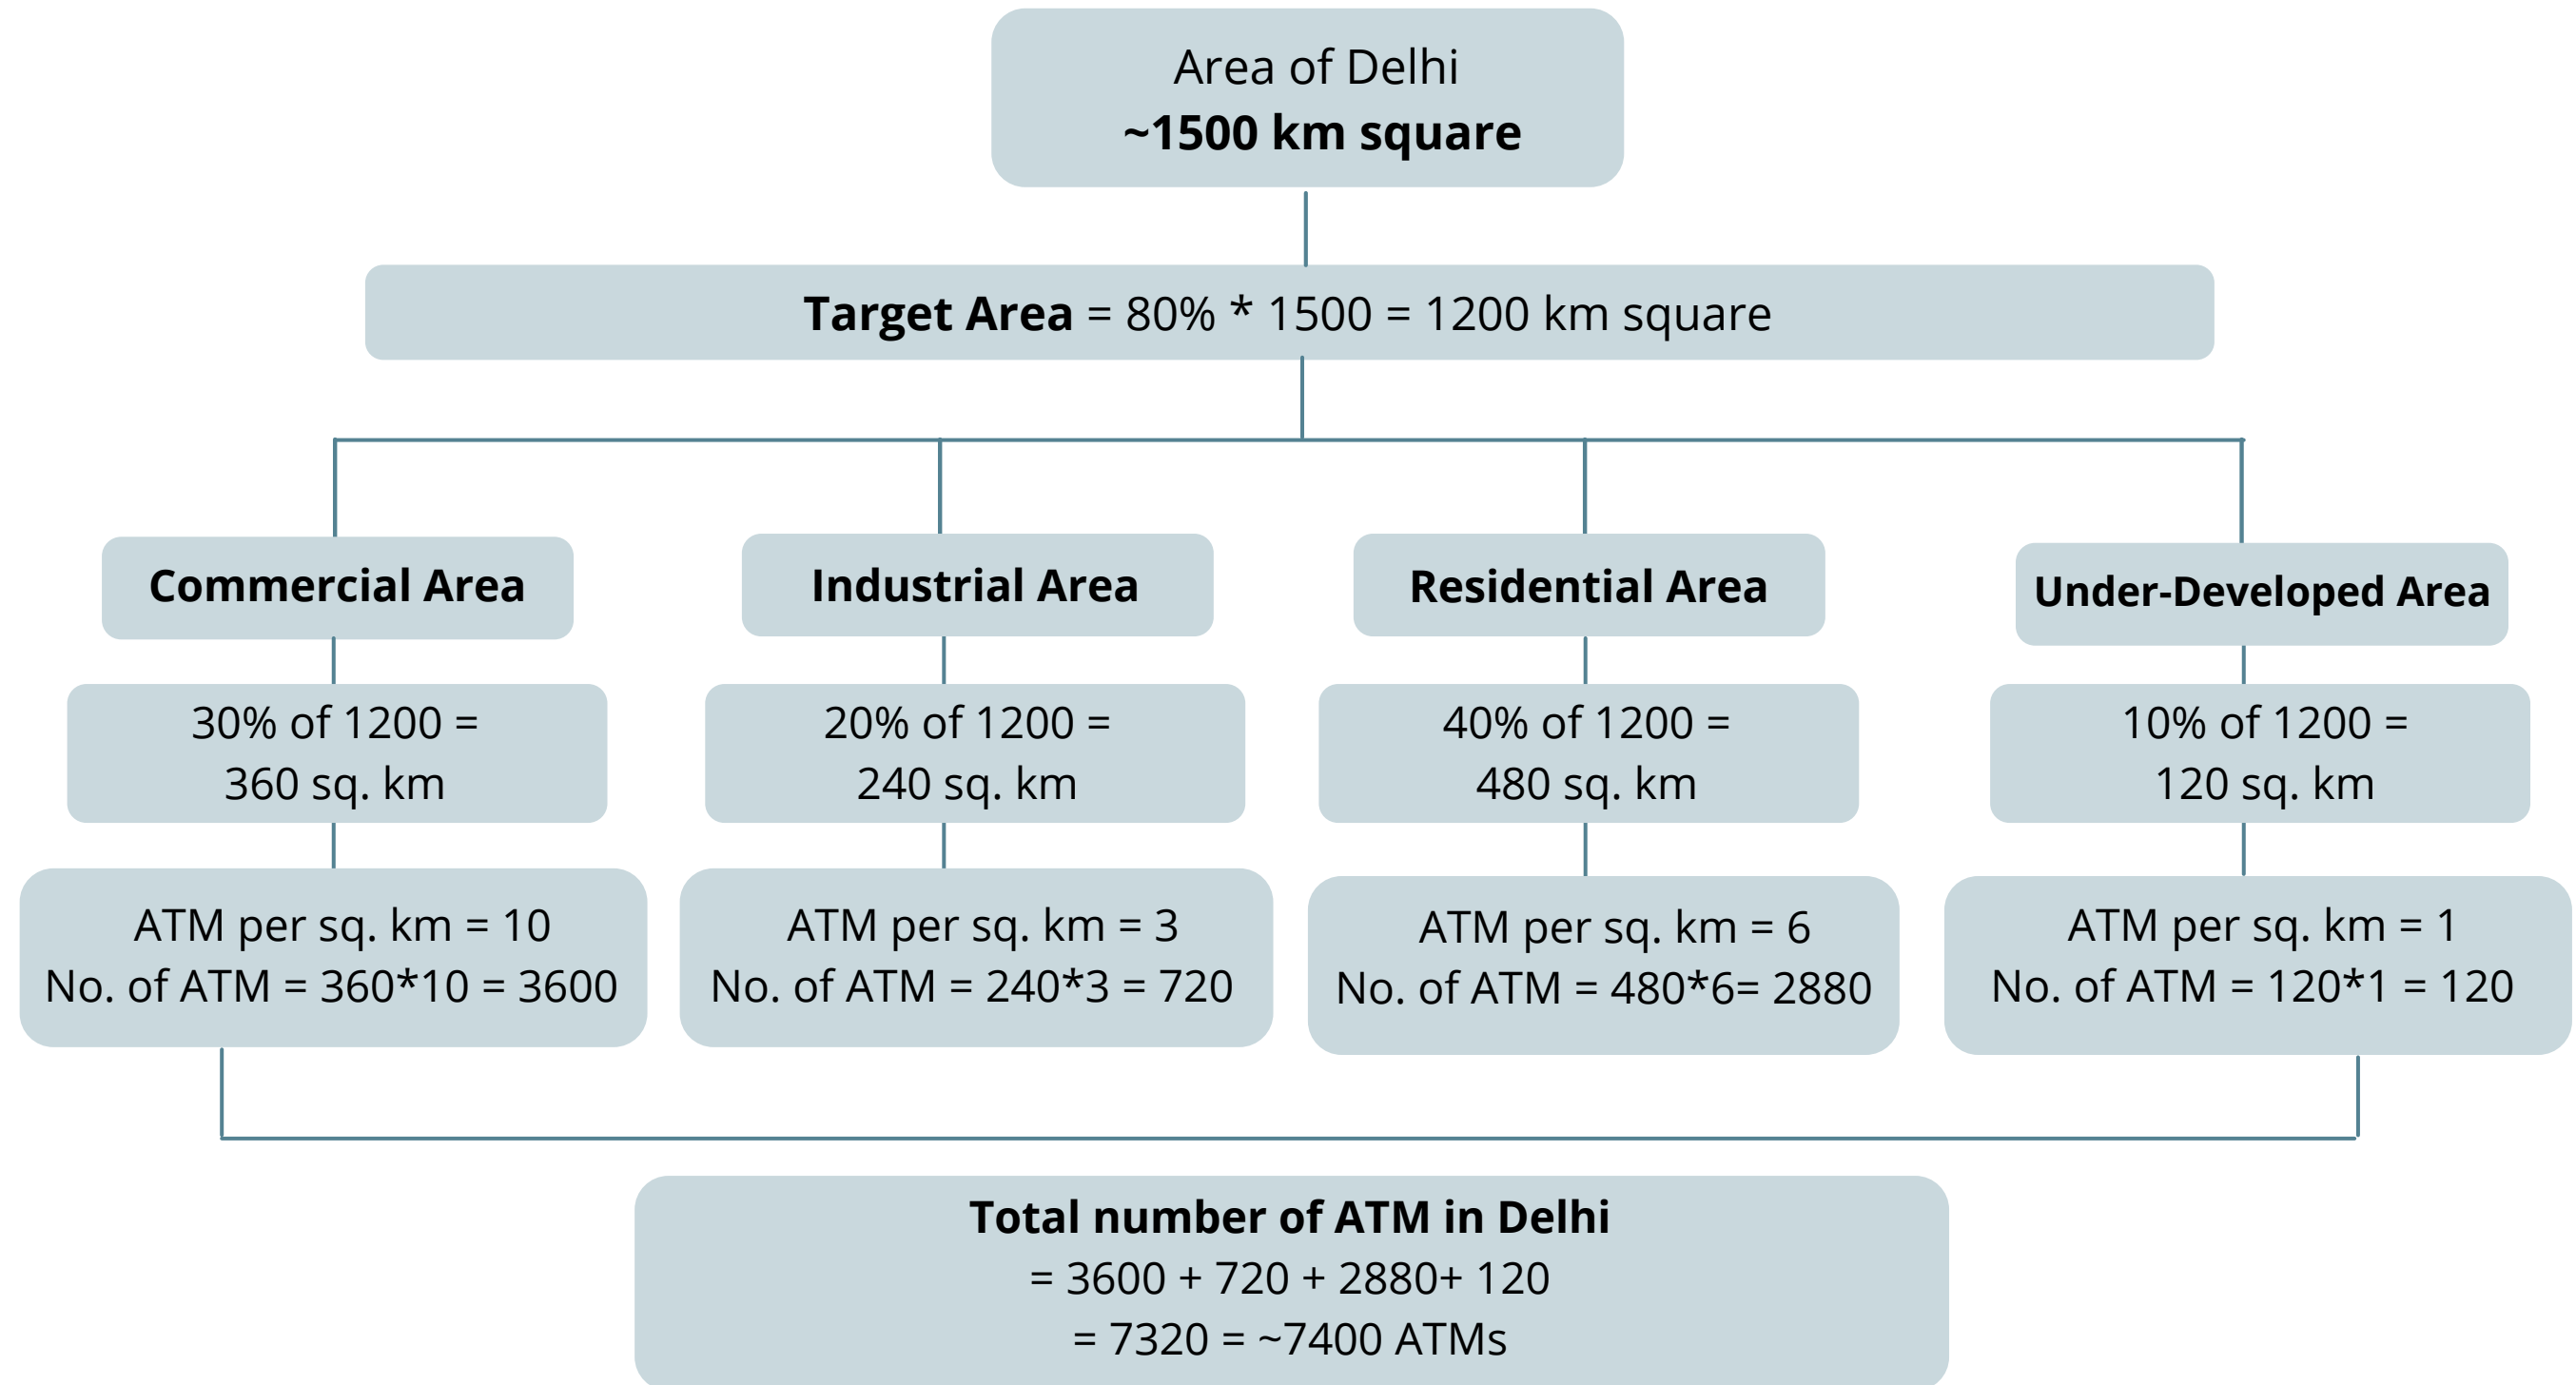 Area of Delhi
~1500 km square
Target Area = 80% * 1500 = 1200 km square
Commercial Area
30% of 1200 =
360 sq. km
ATM per sq. km = 10
No. of ATM = 360*10 = 3600
Industrial Area
20% of 1200 =
240 sq. km
ATM per sq. km = 3
No. of ATM = 240*3 = 720
Residential Area
40% of 1200 =
480 sq. km
ATM per sq. km = 6
No. of ATM = 480*6= 2880
Under-Developed Area
10% of 1200 =
120 sq. km
ATM per sq. km = 1
No. of ATM = 120*1 = 120
Total number of ATM in Delhi
= 3600 + 720 + 2880+ 120
= 7320 = ~7400 ATMs